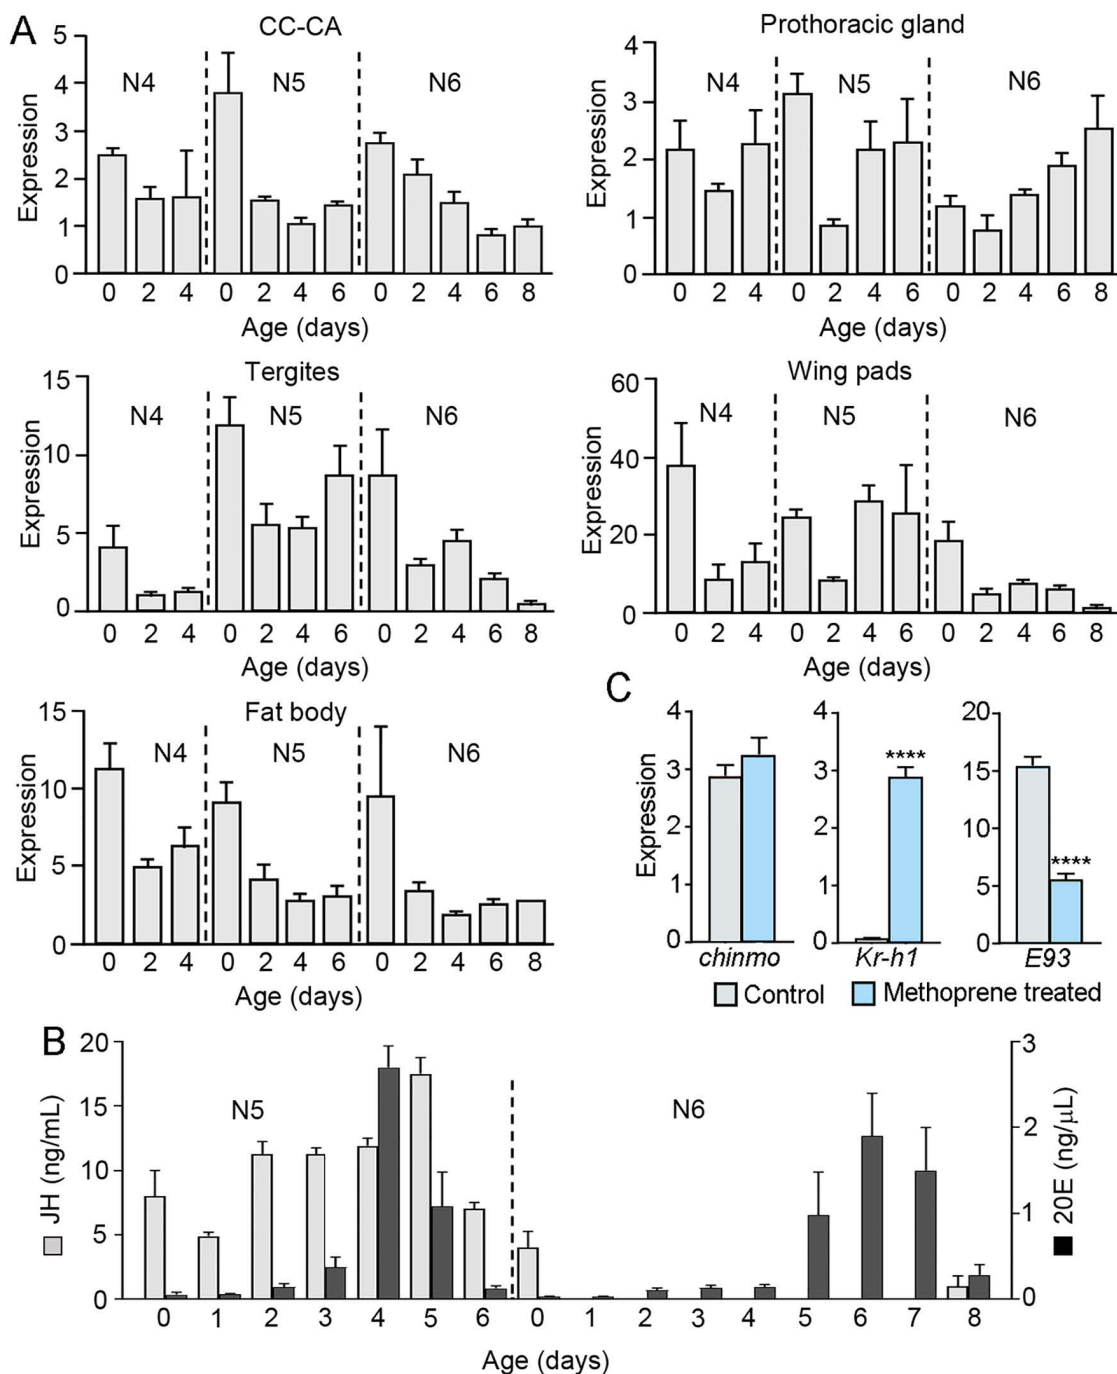 A
CC-CA
Expression
5
4
3
2
1
0
N4
N5
N6
0 2 4 0 2 4 6 0 2 4 6 8
Age (days)
Prothoracic gland
Expression
4
3
2
1
0
N4
N5
N6
0 2 4 0 2 4 6 0 2 4 6 8
Age (days)
Tergites
Expression
15
10
5
0
N4
N5
N6
0 2 4 0 2 4 6 0 2 4 6 8
Age (days)
Wing pads
Expression
60
40
20
0
N4
N5
N6
0 2 4 0 2 4 6 0 2 4 6 8
Age (days)
Fat body
Expression
15
10
5
0
N4
N5
N6
0 2 4 0 2 4 6 0 2 4 6 8
Age (days)
C
Expression
4
3
2
1
0
chinmo
4
3
2
1
0
****
Kr-h1
20
15
10
5
0
****
E93
Control
Methoprene treated
B
JH (ng/mL)
20
15
10
5
0
N5
N6
3
2
1
0
20E (ng/µL)
0 1 2 3 4 5 6 0 1 2 3 4 5 6 7 8
Age (days)